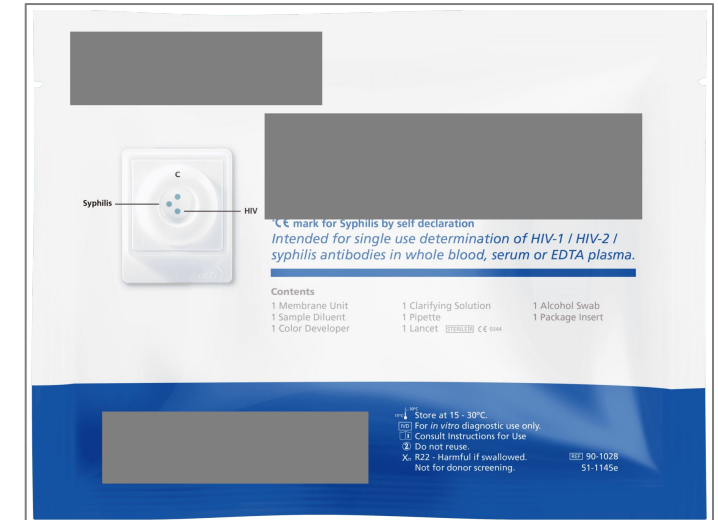 C
Syphilis
HIV
*CE mark for Syphilis by self declaration
Intended for single use determination of HIV-1 / HIV-2 /
syphilis antibodies in whole blood, serum or EDTA plasma.
Contents
1 Membrane Unit
1 Sample Diluent
1 Color Developer
1 Clarifying Solution
1 Pipette
1 Lancet STERILE R CE 0344
1 Alcohol Swab
1 Package Insert
15°C 30°C Store at 15 - 30°C.
IVD For in vitro diagnostic use only.
i Consult Instructions for Use
2 Do not reuse.
Xn R22 - Harmful if swallowed.
Not for donor screening.
REF 90-1028
51-1145e